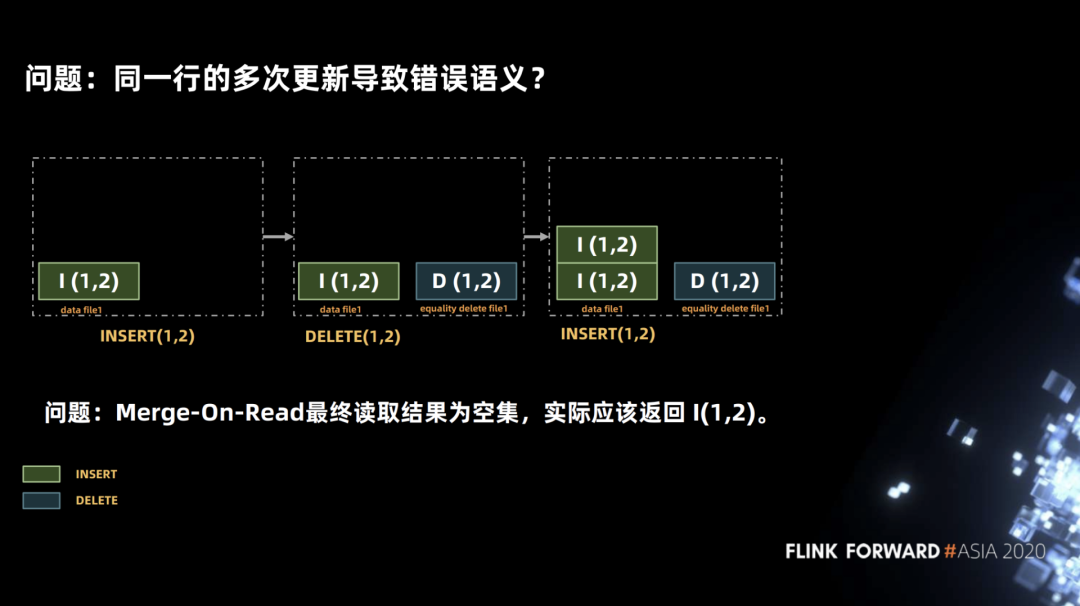 问题：同一行的多次更新导致错误语义？
I (1,2)
I (1,2)
I (1,2)
D (1,2)
I (1,2)
D (1,2)
data file1
data file1
equality delete file1
data file1
equality delete file1
INSERT(1,2)
DELETE(1,2)
INSERT(1,2)
问题：Merge-On-Read最终读取结果为空集，实际应该返回 I(1,2)。
INSERT
DELETE
FLINK FORWARD #ASIA 2020